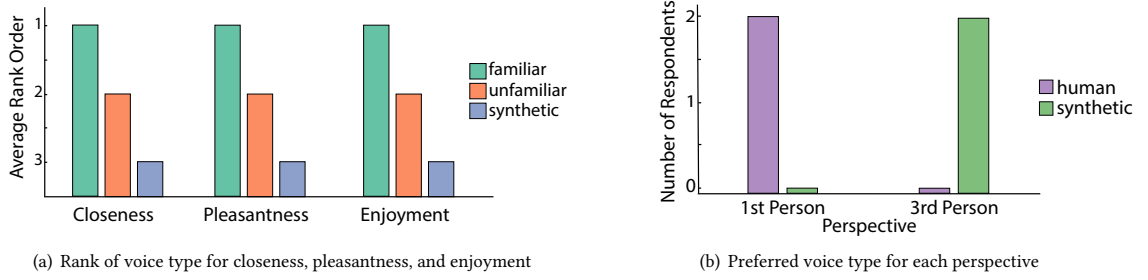 Average Rank Order
1
2
3
Closeness Pleasantness Enjoyment
familiar
unfamiliar
synthetic
(a) Rank of voice type for closeness, pleasantness, and enjoyment
Number of Respondents
2
1
0
1st Person 3rd Person
Perspective
human
synthetic
(b) Preferred voice type for each perspective